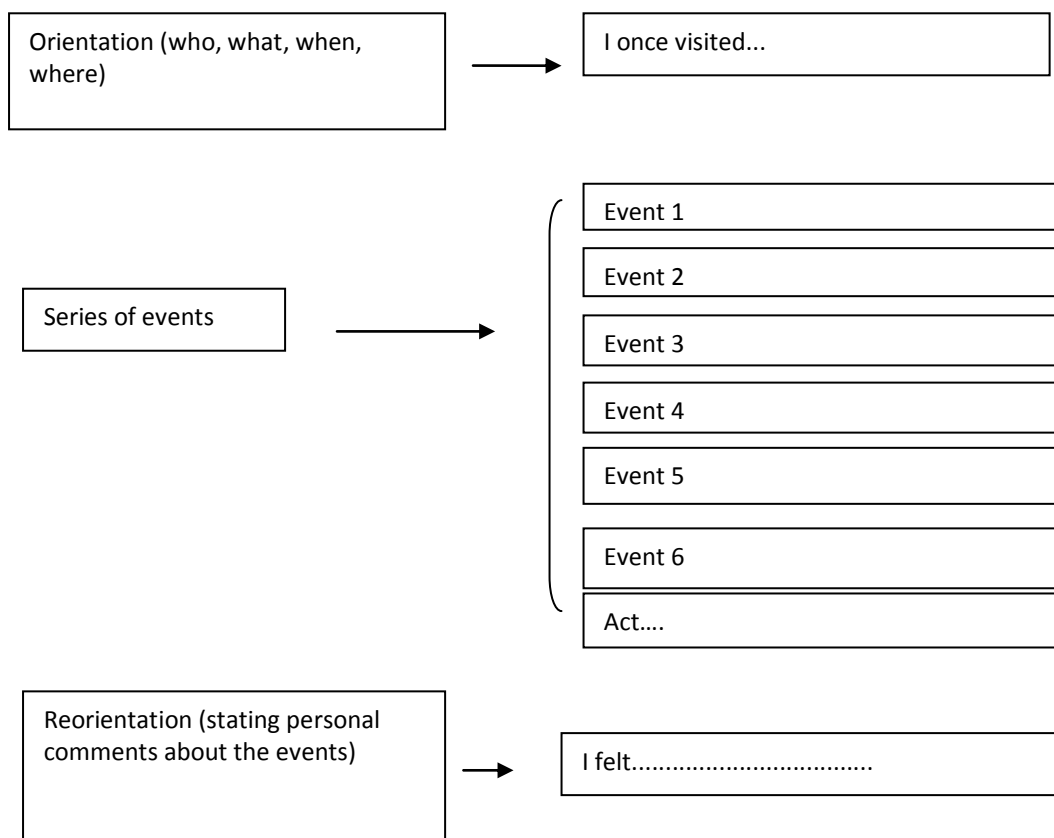 Orientation (who, what, when,
where)
I once visited...
Series of events
Event 1
Event 2
Event 3
Event 4
Event 5
Event 6
Act....
Reorientation (stating personal
comments about the events)
I felt...................................